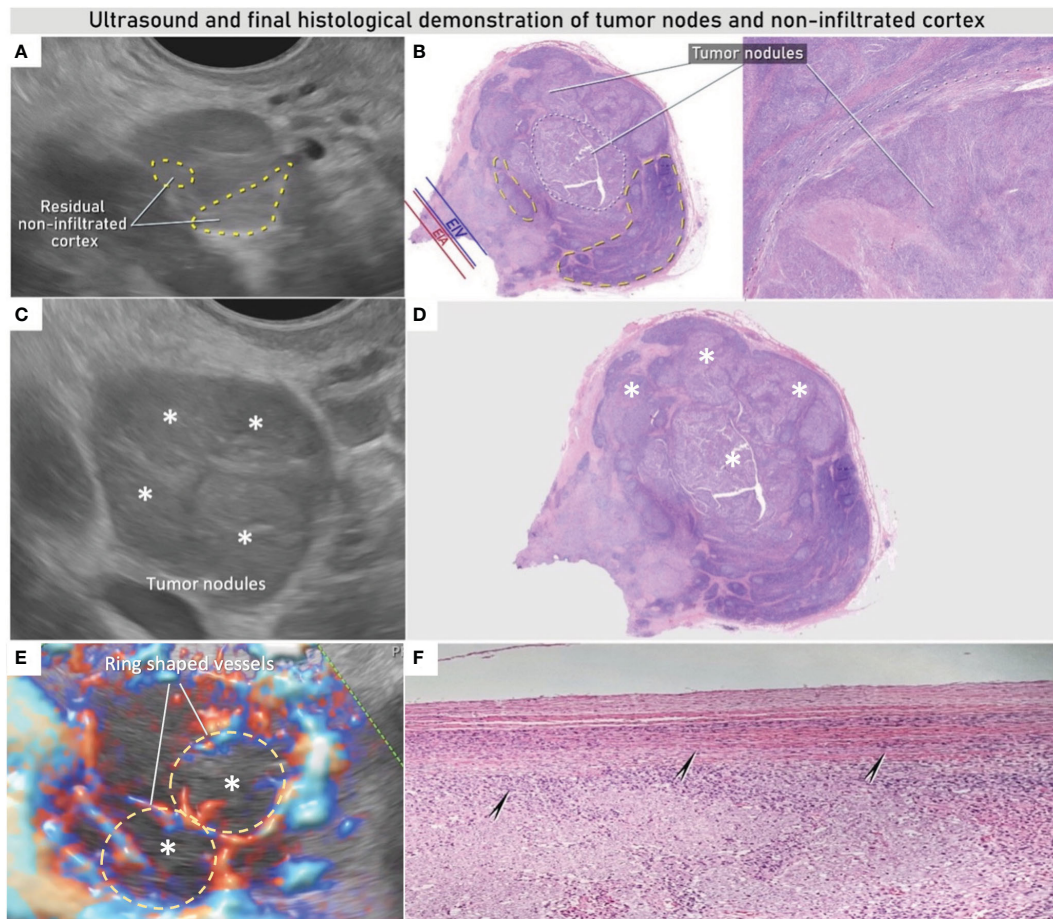 Ultrasound and final histological demonstration of tumor nodes and non-infiltrated cortex
A
Residual
non-infiltrated
cortex
B
Tumor nodules
EIV
EIA
C
*
*
*
*
Tumor nodules
D
*
*
*
*
E
Ring shaped vessels
P
*
*
F